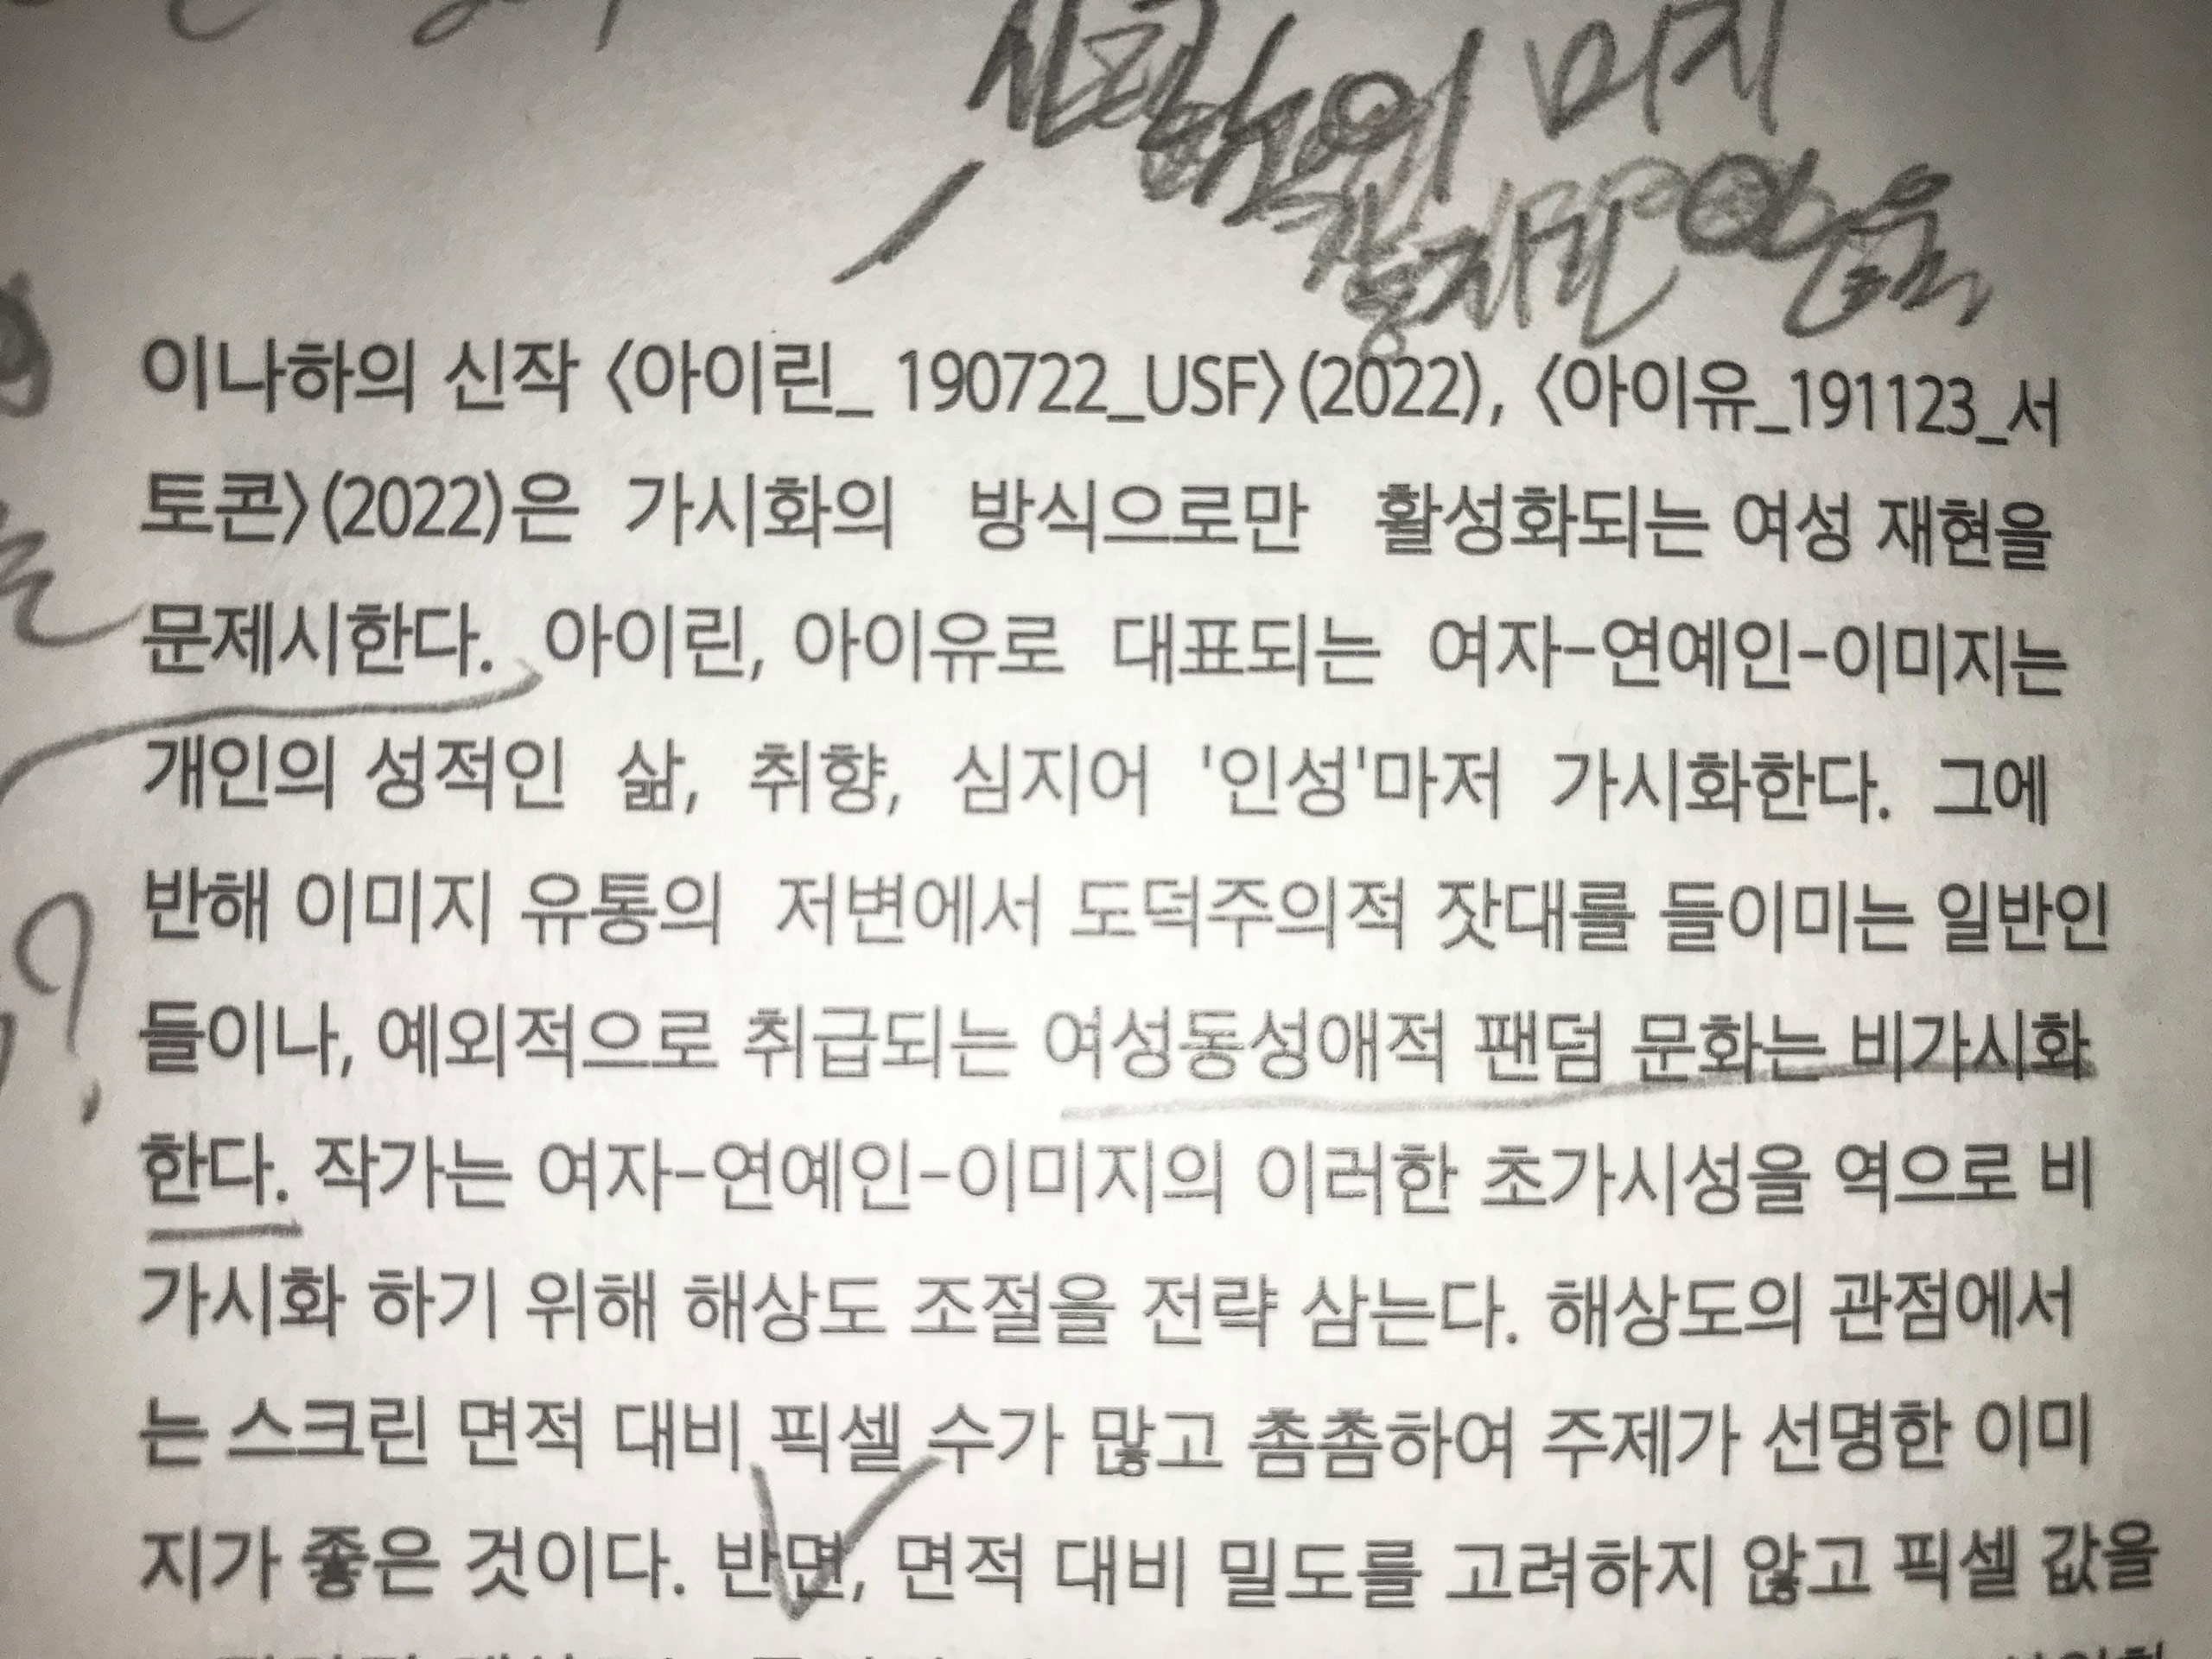 미지
이나하의 신작 〈아이린_ 190722_USF〉(2022), 〈아이유_191123_서
토콘〉(2022)은 가시화의 방식으로만 활성화되는 여성 재현을
문제시한다. 아이린, 아이유로 대표되는 여자-연예인-이미지는
개인의 성적인 삶, 취향, 심지어 '인성'마저 가시화한다. 그에
반해 이미지 유통의 저변에서 도덕주의적 잣대를 들이미는 일반인
들이나, 예외적으로 취급되는 여성동성애적 팬덤 문화는 비가시화
한다. 작가는 여자-연예인-이미지의 이러한 초가시성을 역으로 비
가시화 하기 위해 해상도 조절을 전략 삼는다. 해상도의 관점에서
는 스크린 면적 대비 픽셀 수가 많고 촘촘하여 주제가 선명한 이미
지가 좋은 것이다. 반면, 면적 대비 밀도를 고려하지 않고 픽셀 값을